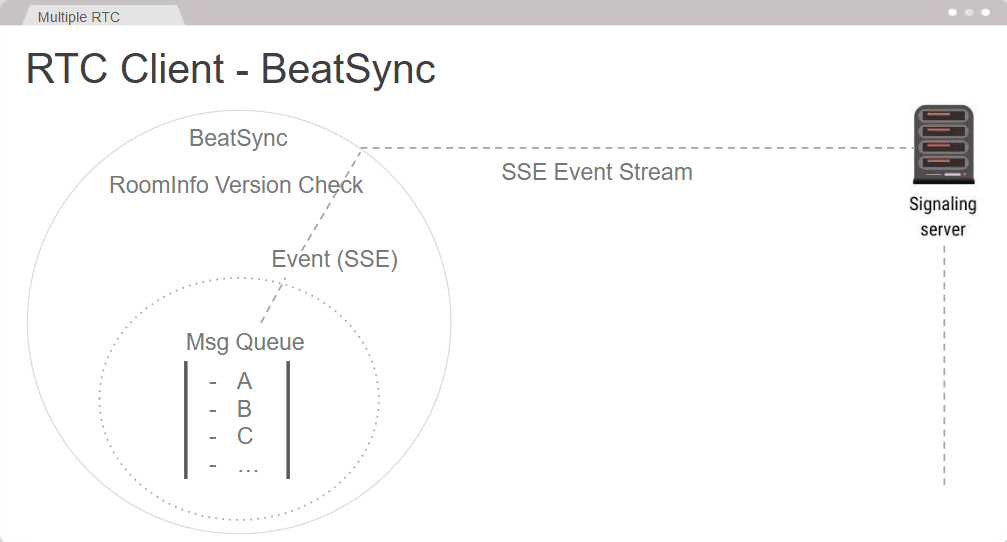 Multiple RTC
RTC Client - BeatSync
BeatSync
RoomInfo Version Check
SSE Event Stream
Signaling
server
Event (SSE)
Msg Queue
- A
- B
- C
- ...